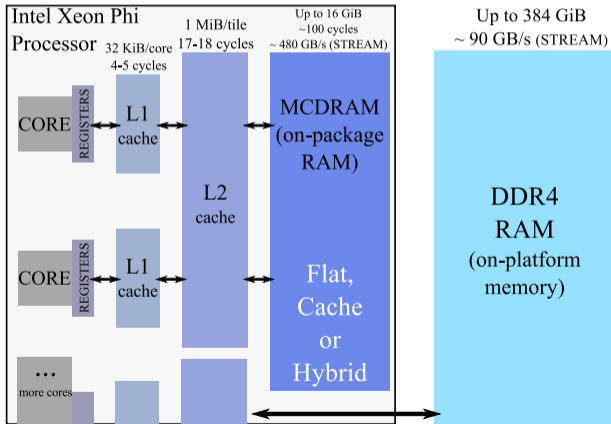 Intel Xeon Phi
Processor
32 KiB/core
4-5 cycles
1 MiB/tile
17-18 cycles
Up to 16 GiB
~100 cycles
~ 480 GB/s (STREAM)
Up to 384 GiB
~ 90 GB/s (STREAM)
CORE
REGISTERS
L1
cache
L2
cache
MCDRAM
(on-package
RAM)
DDR4
RAM
(on-platform
memory)
CORE
REGISTERS
L1
cache
Flat,
Cache
or
Hybrid
...
more cores